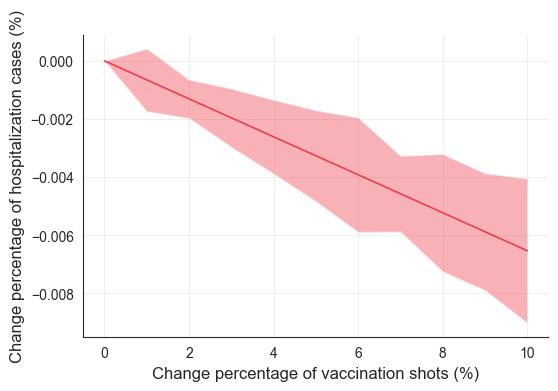 Change percentage of hospitalization cases (%)
0.000
−0.002
−0.004
−0.006
−0.008
0 2 4 6 8 10
Change percentage of vaccination shots (%)